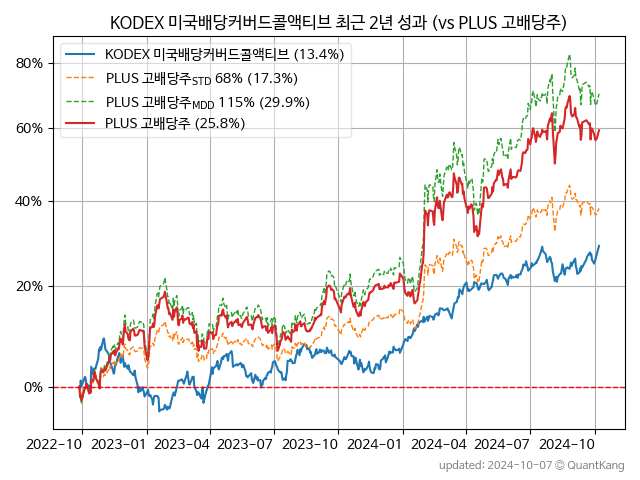 KODEX 미국배당커버드콜액티브 최근 2년 성과 (vs PLUS 고배당주)
KODEX 미국배당커버드콜액티브 (13.4%)
PLUS 고배당주STD 68% (17.3%)
PLUS 고배당주MDD 115% (29.9%)
PLUS 고배당주 (25.8%)
80%
60%
40%
20%
0%
2022-10 2023-01 2023-04 2023-07 2023-10 2024-01 2024-04 2024-07 2024-10
updated: 2024-10-07 © QuantKang